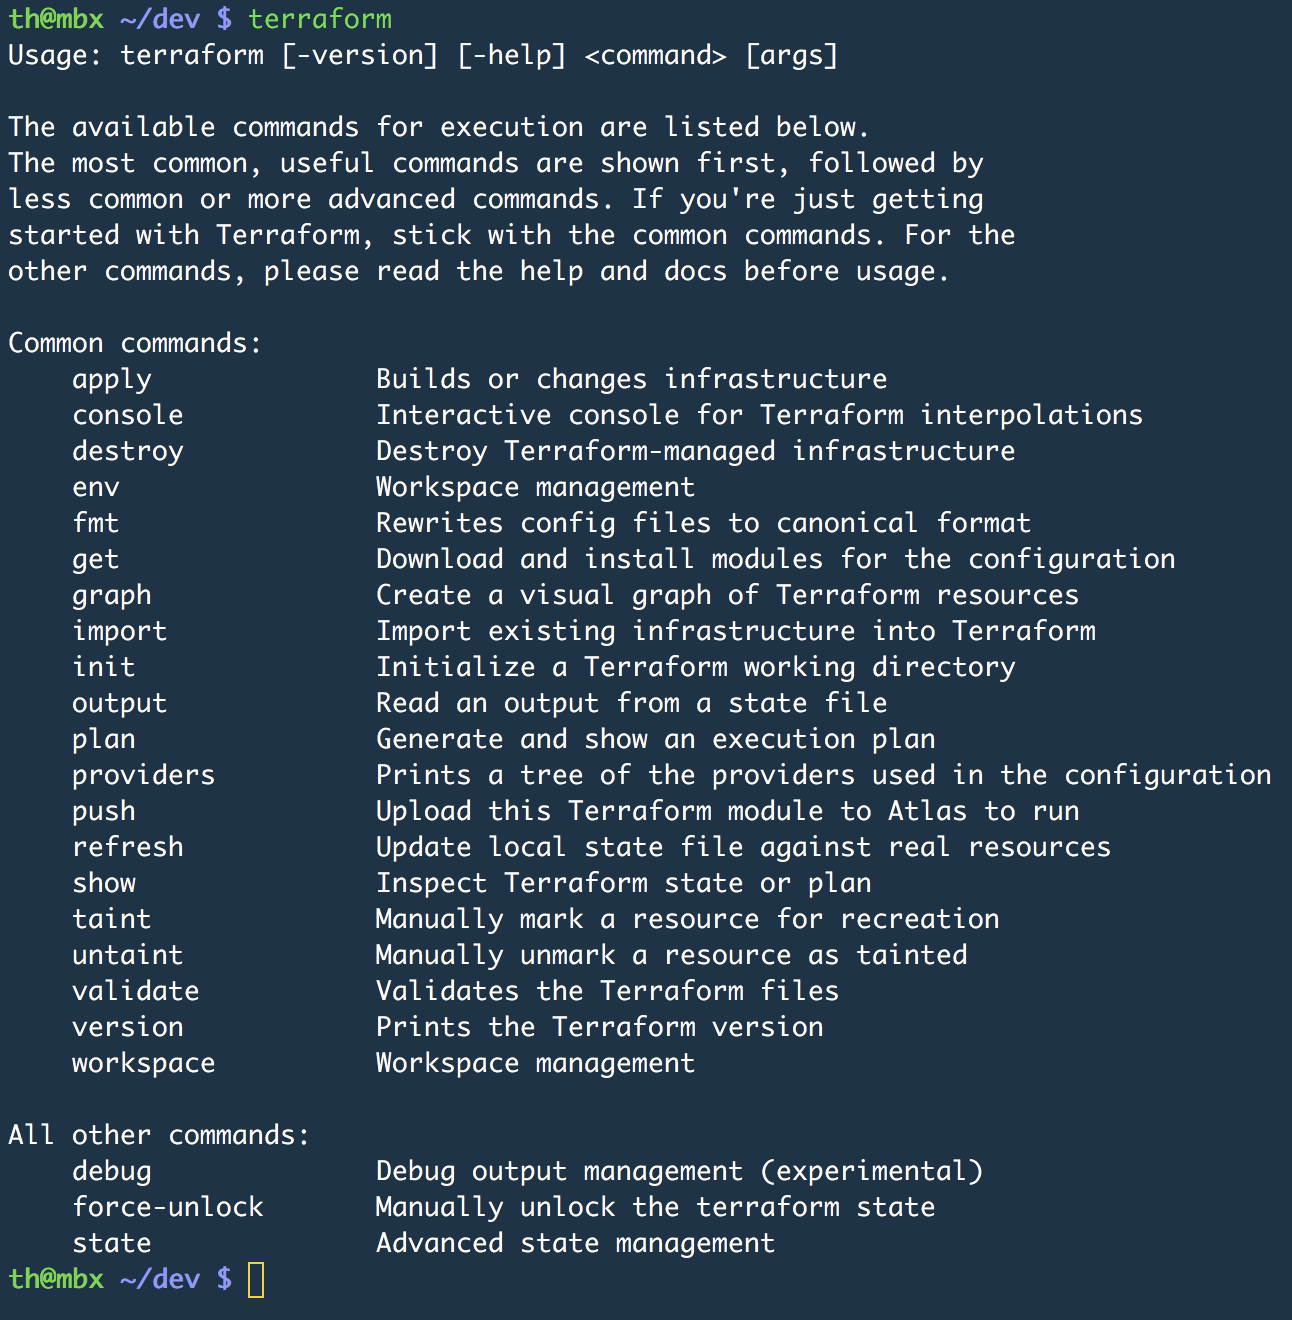 th@mbx ~/dev $ terraform
Usage: terraform [-version] [-help] <command> [args]

The available commands for execution are listed below.
The most common, useful commands are shown first, followed by
less common or more advanced commands. If you're just getting
started with Terraform, stick with the common commands. For the
other commands, please read the help and docs before usage.

Common commands:
    apply              Builds or changes infrastructure
    console            Interactive console for Terraform interpolations
    destroy            Destroy Terraform-managed infrastructure
    env                Workspace management
    fmt                Rewrites config files to canonical format
    get                Download and install modules for the configuration
    graph              Create a visual graph of Terraform resources
    import             Import existing infrastructure into Terraform
    init               Initialize a Terraform working directory
    output             Read an output from a state file
    plan               Generate and show an execution plan
    providers          Prints a tree of the providers used in the configuration
    push               Upload this Terraform module to Atlas to run
    refresh            Update local state file against real resources
    show               Inspect Terraform state or plan
    taint              Manually mark a resource for recreation
    untaint            Manually unmark a resource as tainted
    validate           Validates the Terraform files
    version            Prints the Terraform version
    workspace          Workspace management

All other commands:
    debug              Debug output management (experimental)
    force-unlock       Manually unlock the terraform state
    state              Advanced state management
th@mbx ~/dev $